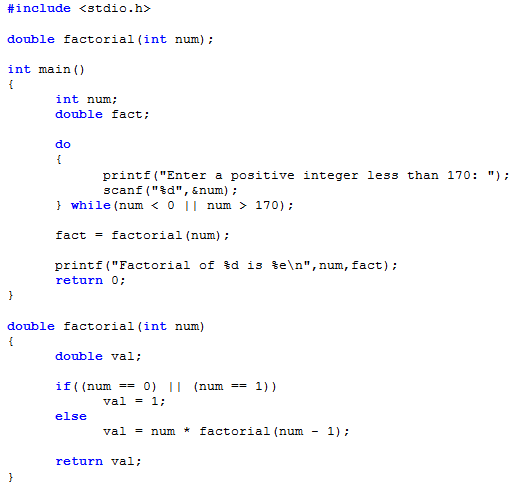 #include <stdio.h>
double factorial(int num);
int main()
{
int num;
double fact;
do
{
printf("Enter a positive integer less than 170: ");
scanf("%d",&num);
} while(num < 0 || num > 170);
fact = factorial(num);
printf("Factorial of %d is %e\n",num,fact);
return 0;
}
double factorial(int num)
{
double val;
if((num == 0) || (num == 1))
val = 1;
else
val = num * factorial(num - 1);
return val;
}